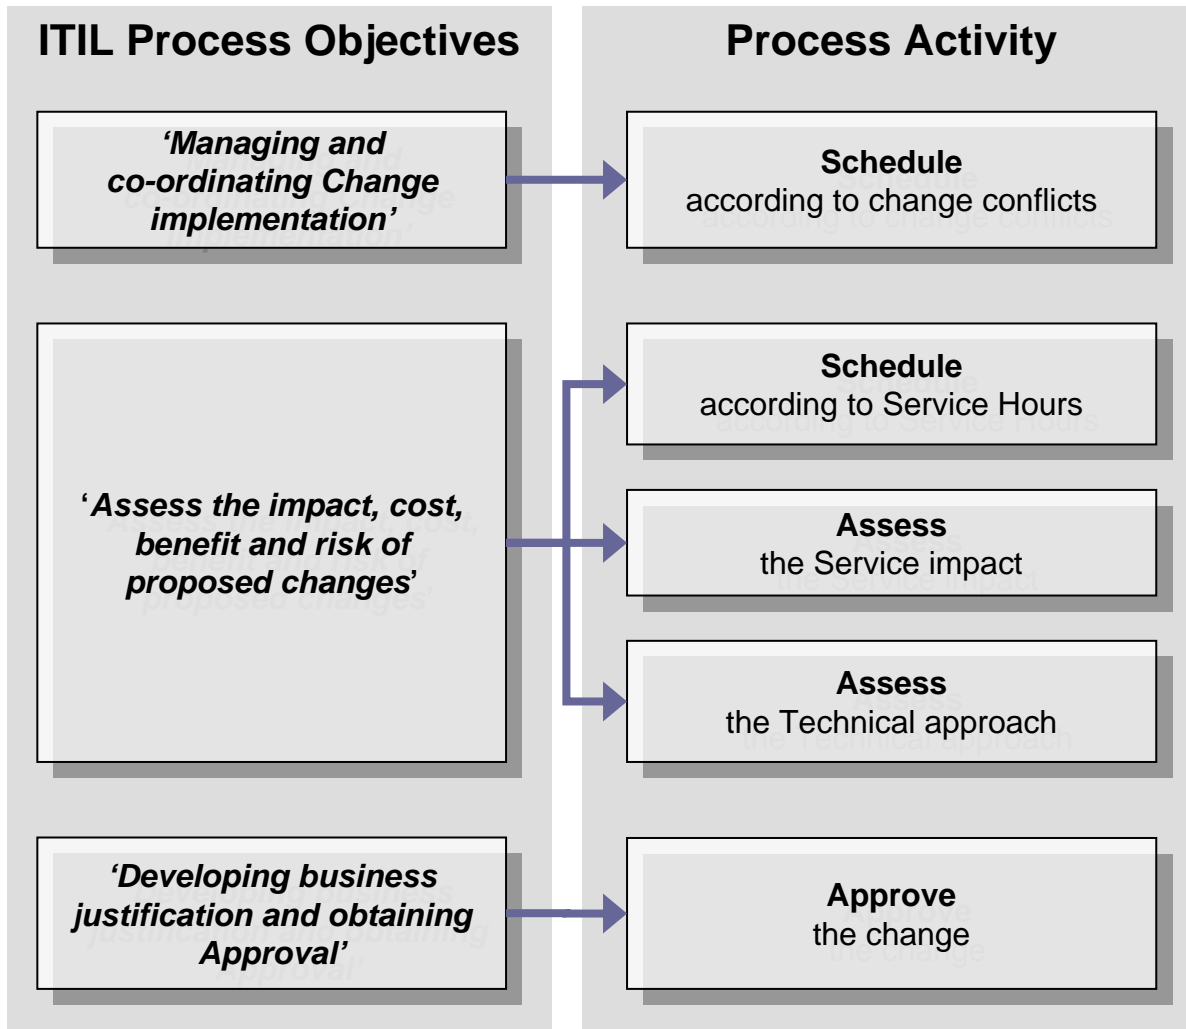 ITIL Process Objectives
‘Managing and
co-ordinating Change
implementation’
‘Assess the impact, cost,
benefit and risk of
proposed changes’
‘Developing business
justification and obtaining
Approval’
Process Activity
Schedule
according to change conflicts
Schedule
according to Service Hours
Assess
the Service impact
Assess
the Technical approach
Approve
the change